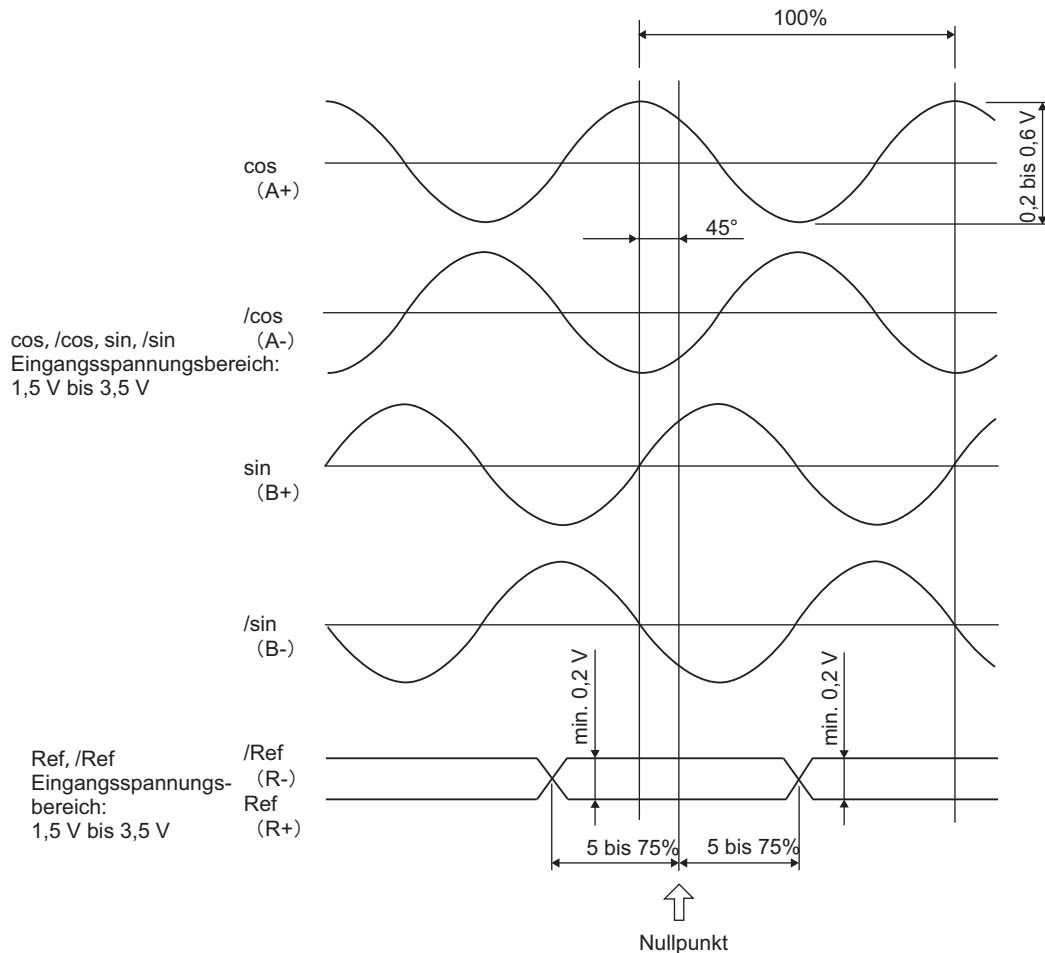 100%
cos
（A+）
0,2 bis 0,6 V
45°
/cos
（A-）
cos, /cos, sin, /sin
Eingangsspannungsbereich:
1,5 V bis 3,5 V
sin
（B+）
/sin
（B-）
min. 0,2 V
min. 0,2 V
Ref, /Ref
Eingangsspannungs-
bereich:
1,5 V bis 3,5 V
/Ref
（R-）
Ref
（R+）
5 bis 75%
5 bis 75%
Nullpunkt